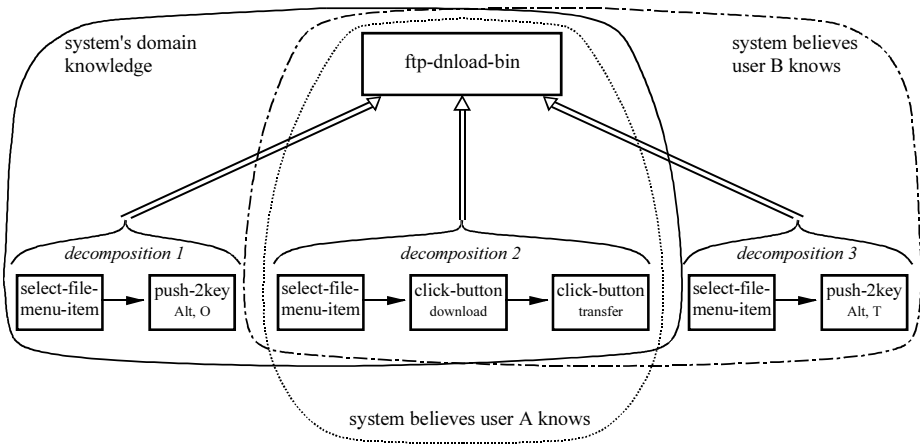 system's domain
knowledge
ftp-dnload-bin
system believes
user B knows
decomposition 1
select-file-
menu-item
push-2key
Alt, O
decomposition 2
select-file-
menu-item
click-button
download
click-button
transfer
decomposition 3
select-file-
menu-item
push-2key
Alt, T
system believes user A knows